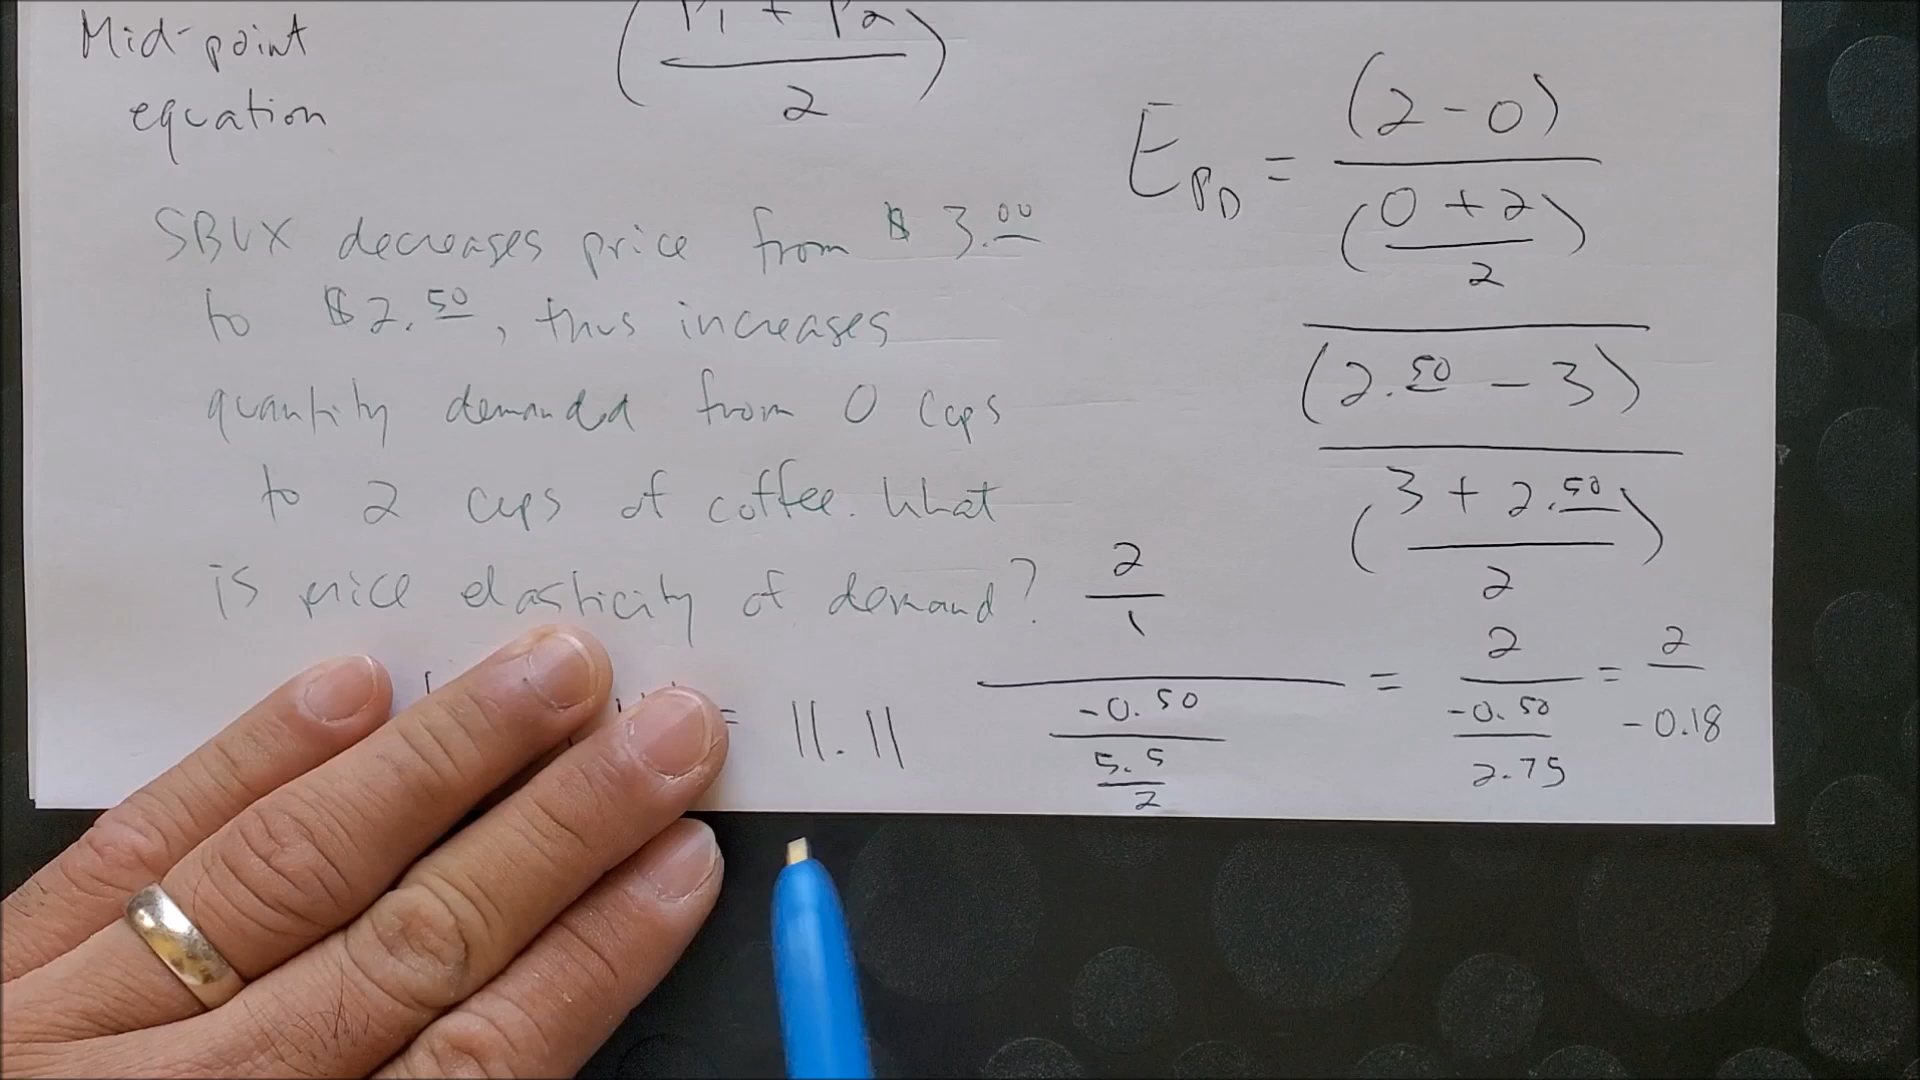 Mid-point
equation
(P1 + P2
2)
SBUX decreases price from $3.00
to $2.50, thus increases
quantity demanded from 0 cups
to 2 cups of coffee. What
is price elasticity of demand?
= 11.11
EPD = (2 - 0)
(0 + 2)
2
(2.50 - 3)
(3 + 2.50)
2
2
1
-0.50
5.5
2
= 2
-0.50
2.75
= 2
-0.18